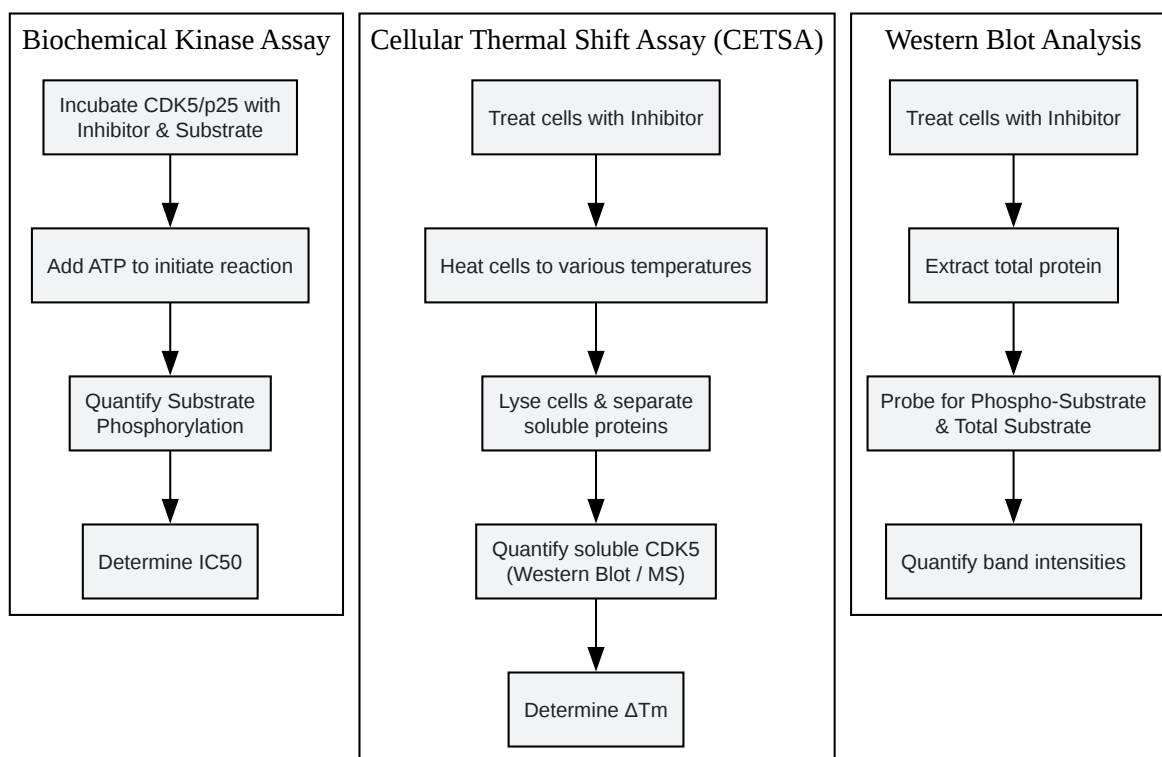 Biochemical Kinase Assay
Incubate CDK5/p25 with
Inhibitor & Substrate
Add ATP to initiate reaction
Quantify Substrate
Phosphorylation
Determine IC50
Cellular Thermal Shift Assay (CETSA)
Treat cells with Inhibitor
Heat cells to various temperatures
Lyse cells & separate
soluble proteins
Quantify soluble CDK5
(Western Blot / MS)
Determine ΔTm
Western Blot Analysis
Treat cells with Inhibitor
Extract total protein
Probe for Phospho-Substrate
& Total Substrate
Quantify band intensities